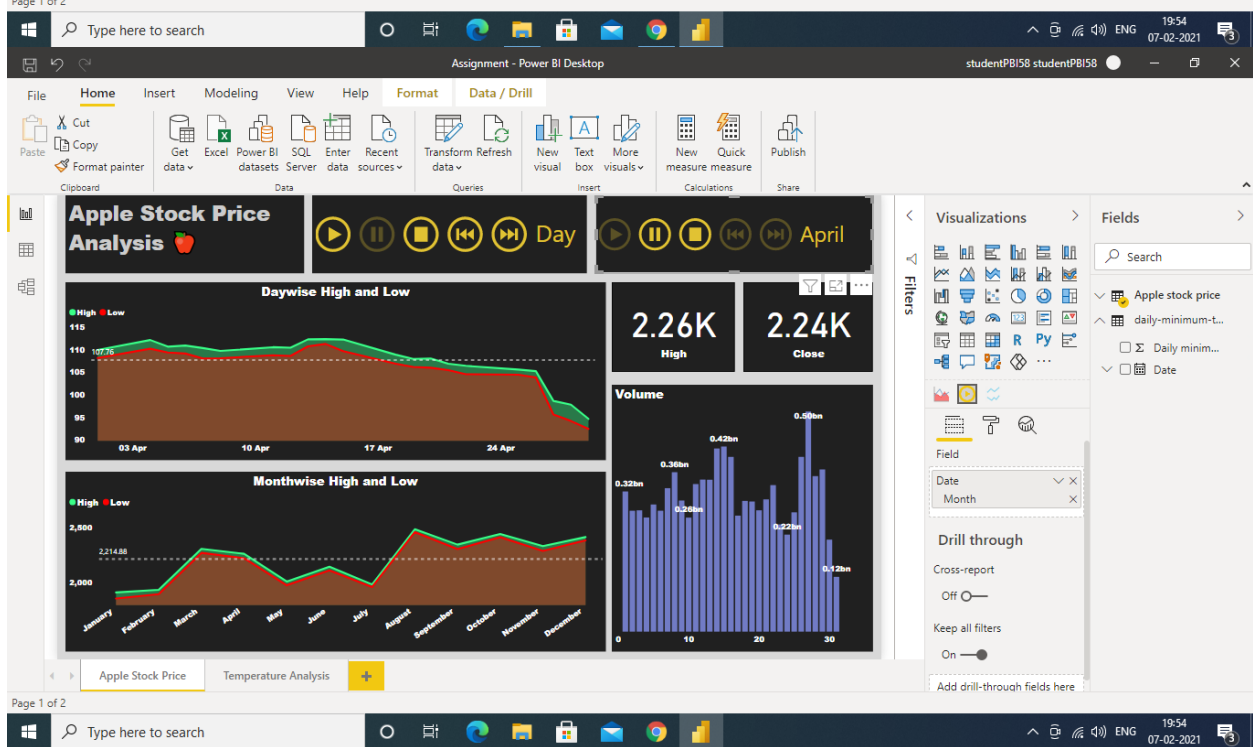 Page 1 of 2
Type here to search
ENG
19:54
07-02-2021
3
Assignment - Power BI Desktop
studentPBI58 studentPBI58
File Home Insert Modeling View Help Format Data / Drill
Paste
Cut
Copy
Format painter
Get data
Excel
Power BI datasets
SQL Server
Enter data
Recent sources
Transform data
Refresh
New visual
Text box
More visuals
New measure
Quick measure
Publish
Clipboard
Data
Queries
Insert
Calculations
Share
Apple Stock Price
Analysis
Day
April
Daywise High and Low
High Low
115
110
107.76
105
100
95
90
03 Apr 10 Apr 17 Apr 24 Apr
2.26K
High
2.24K
Close
Volume
0.50bn
0.42bn
0.36bn
0.32bn
0.26bn
0.22bn
0.12bn
0 10 20 30
Monthwise High and Low
High Low
2,500
2,214.88
2,000
January February March April May June July August September October November December
Filters
Visualizations
123
R Py
Field
Date
Month
Drill through
Cross-report
Off
Keep all filters
On
Add drill-through fields here
Fields
Search
Apple stock price
daily-minimum-t...
Σ Daily minim...
Date
Apple Stock Price Temperature Analysis +
Page 1 of 2
Type here to search
ENG
19:54
07-02-2021
3